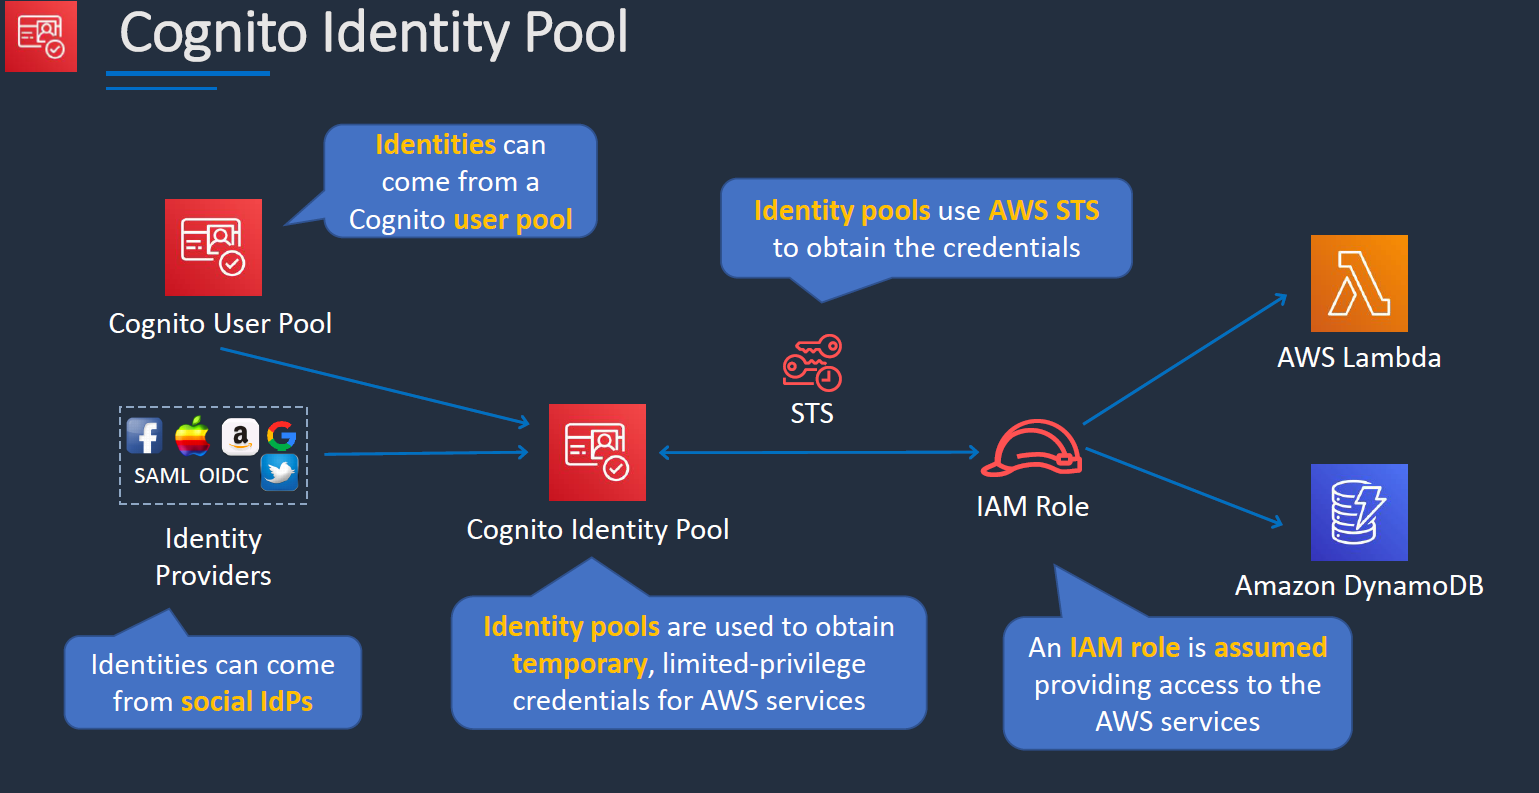 Cognito Identity Pool
Identities can
come from a
Cognito user pool
Identity pools use AWS STS
to obtain the credentials
Cognito User Pool
AWS Lambda
STS
f
a
G
SAML OIDC
IAM Role
Cognito Identity Pool
Identity
Providers
Amazon DynamoDB
Identities can come
from social IdPs
Identity pools are used to obtain
temporary, limited-privilege
credentials for AWS services
An IAM role is assumed
providing access to the
AWS services